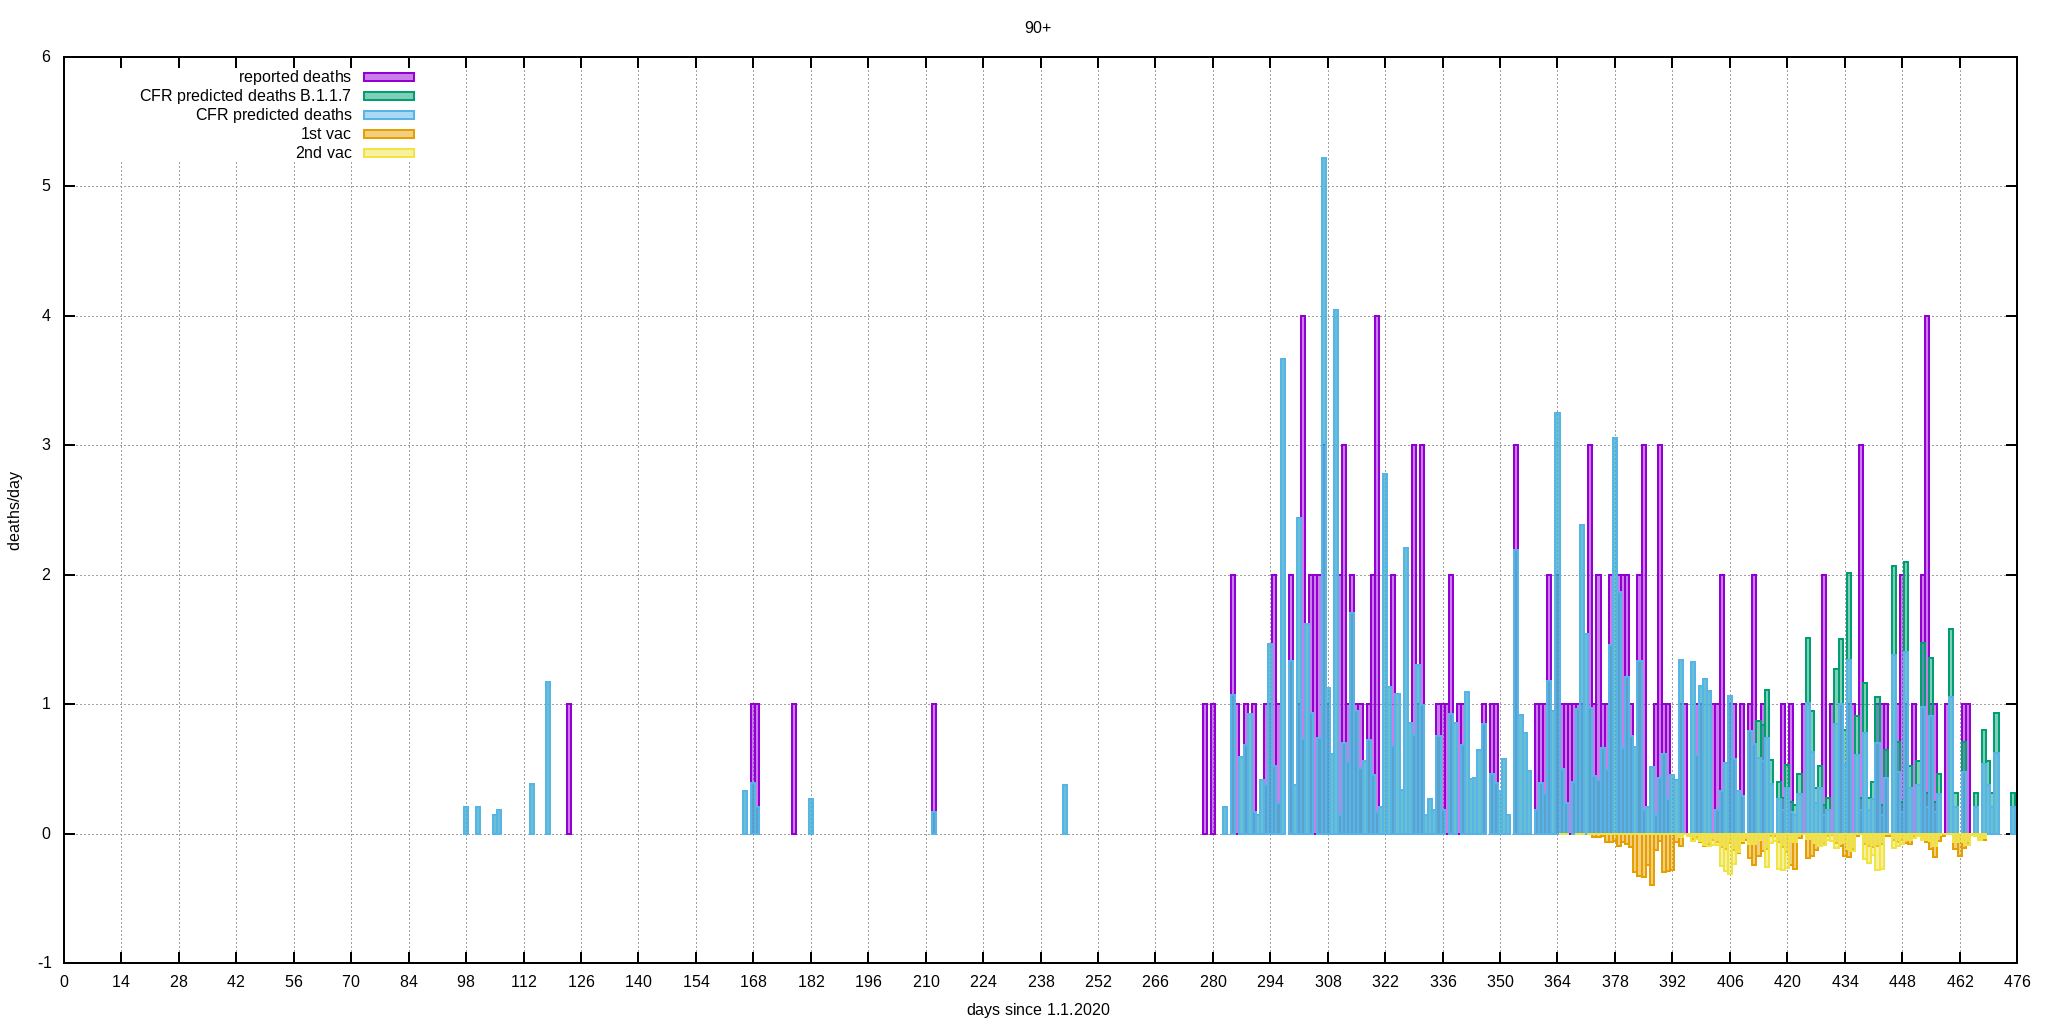 90+
reported deaths
CFR predicted deaths B.1.1.7
CFR predicted deaths
1st vac
2nd vac
6
5
4
3
2
1
0
-1
deaths/day
0 14 28 42 56 70 84 98 112 126 140 154 168 182 196 210 224 238 252 266 280 294 308 322 336 350 364 378 392 406 420 434 448 462 476
days since 1.1.2020